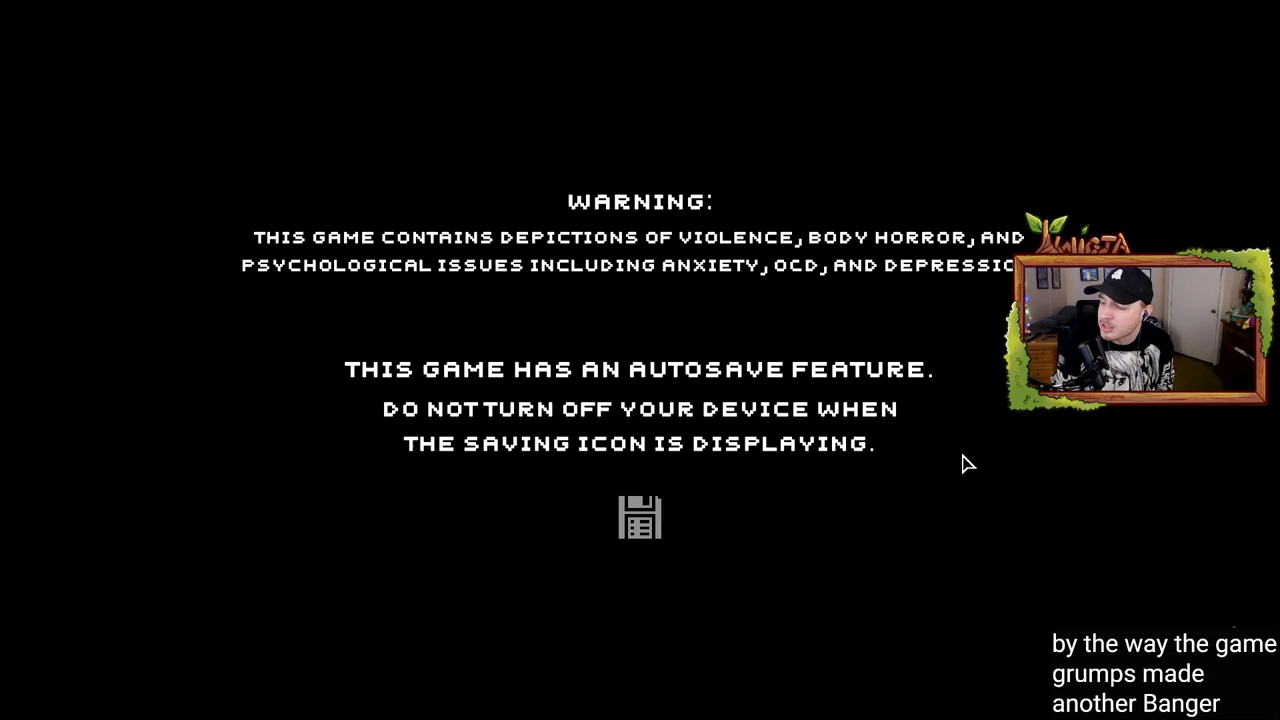 WARNING:
THIS GAME CONTAINS DEPICTIONS OF VIOLENCE, BODY HORROR, AND
PSYCHOLOGICAL ISSUES INCLUDING ANXIETY, OCD, AND
THIS GAME HAS AN AUTOSAVE FEATURE.
DO NOT TURN OFF YOUR DEVICE WHEN
THE SAVING ICON IS DISPLAYING.
by the way the game
grumps made
another Banger